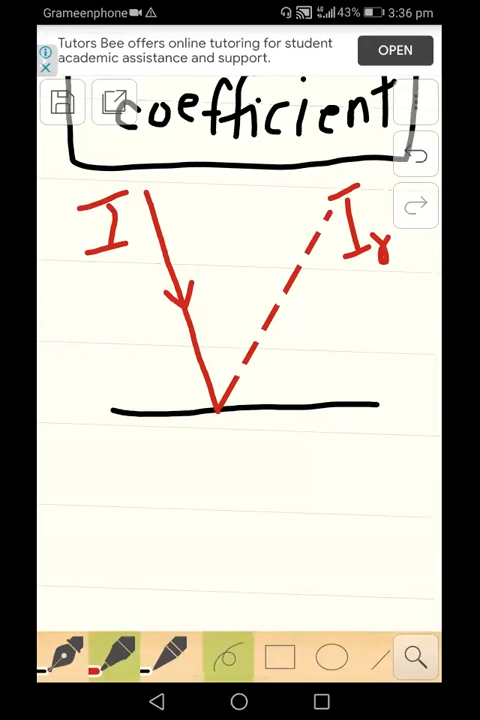 Grameenphone 43% 3:36 pm
Tutors Bee offers online tutoring for student
academic assistance and support.
OPEN
coefficient
I Ir